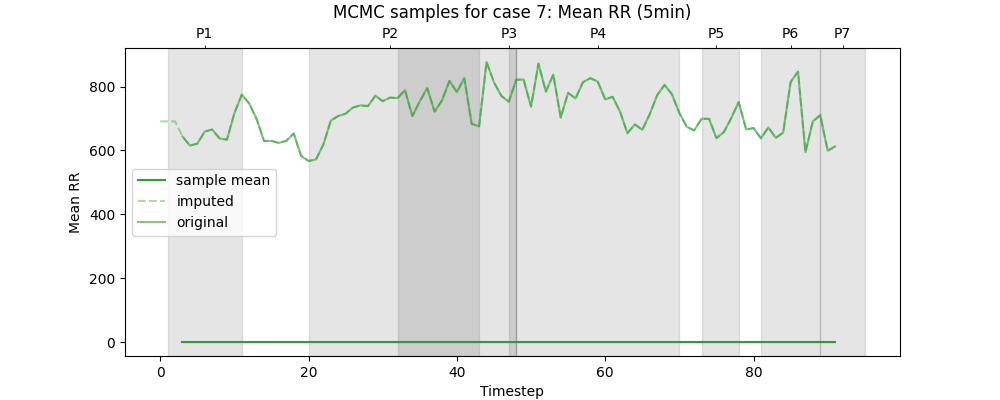 MCMC samples for case 7: Mean RR (5min)
P1 P2 P3 P4 P5 P6 P7
800
600
400
200
0
Mean RR
sample mean
imputed
original
0 20 40 60 80
Timestep